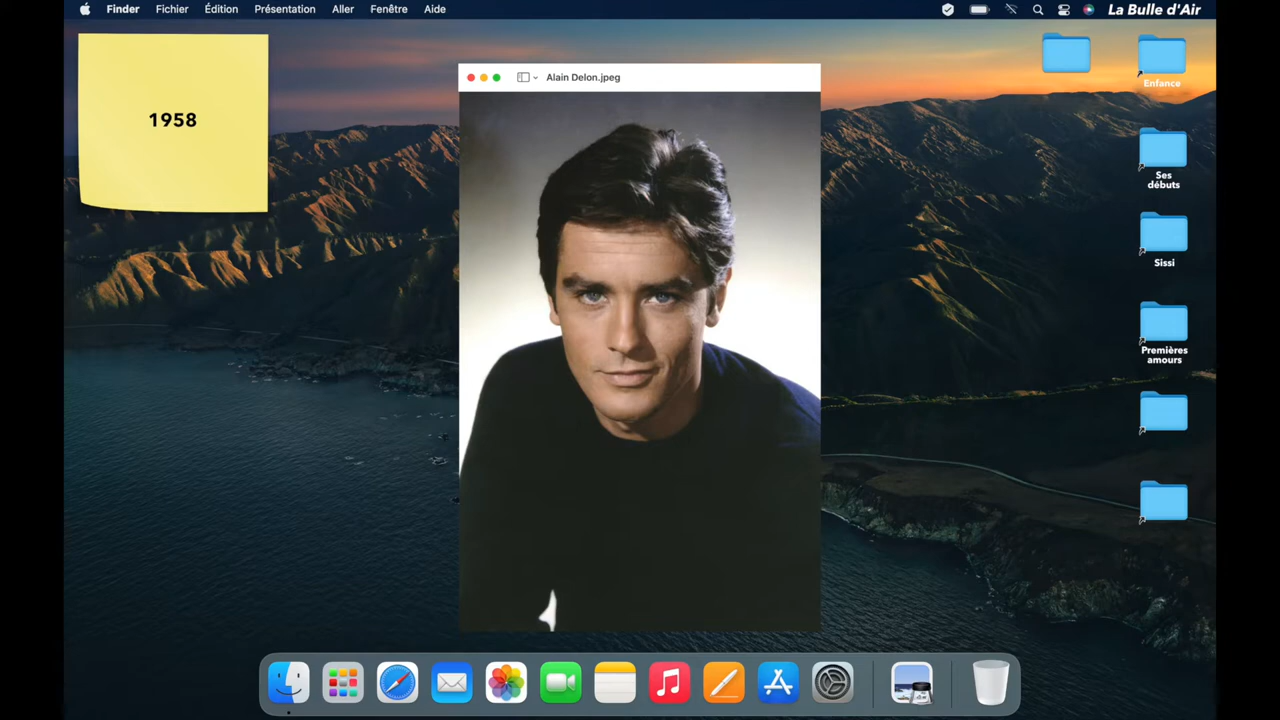 Finder Fichier Édition Présentation Aller Fenêtre Aide La Bulle d'Air
1958
Alain Delon.jpeg
Enfance
Ses
débuts
Sissi
Premières
amours